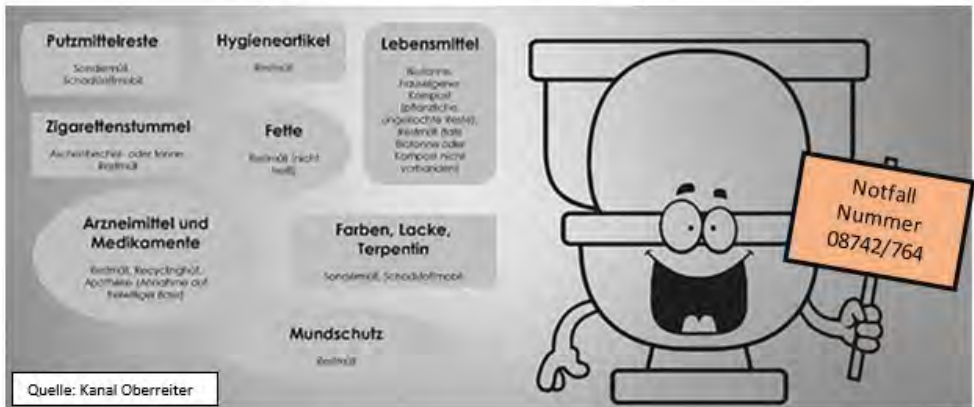 Putzmittelreste
Sondermüll,
Schadstoffmobil
Hygieneartikel
Restmüll
Lebensmittel
Biotonne,
hauseigener
Kompost
(pflanzliche,
ungekochte Reste),
Restmüll (falls
Biotonne oder
Kompost nicht
vorhanden)
Zigarettenstummel
Aschenbecher- oder tonne,
Restmüll
Fette
Restmüll (nicht
heiß)
Arzneimittel und
Medikamente
Restmüll, Recyclinghof,
Apotheke (Annahme auf
freiwilliger Basis)
Farben, Lacke,
Terpentin
Sondermüll, Schadstoffmobil
Mundschutz
Restmüll
Notfall
Nummer
08742/764
Quelle: Kanal Oberreiter